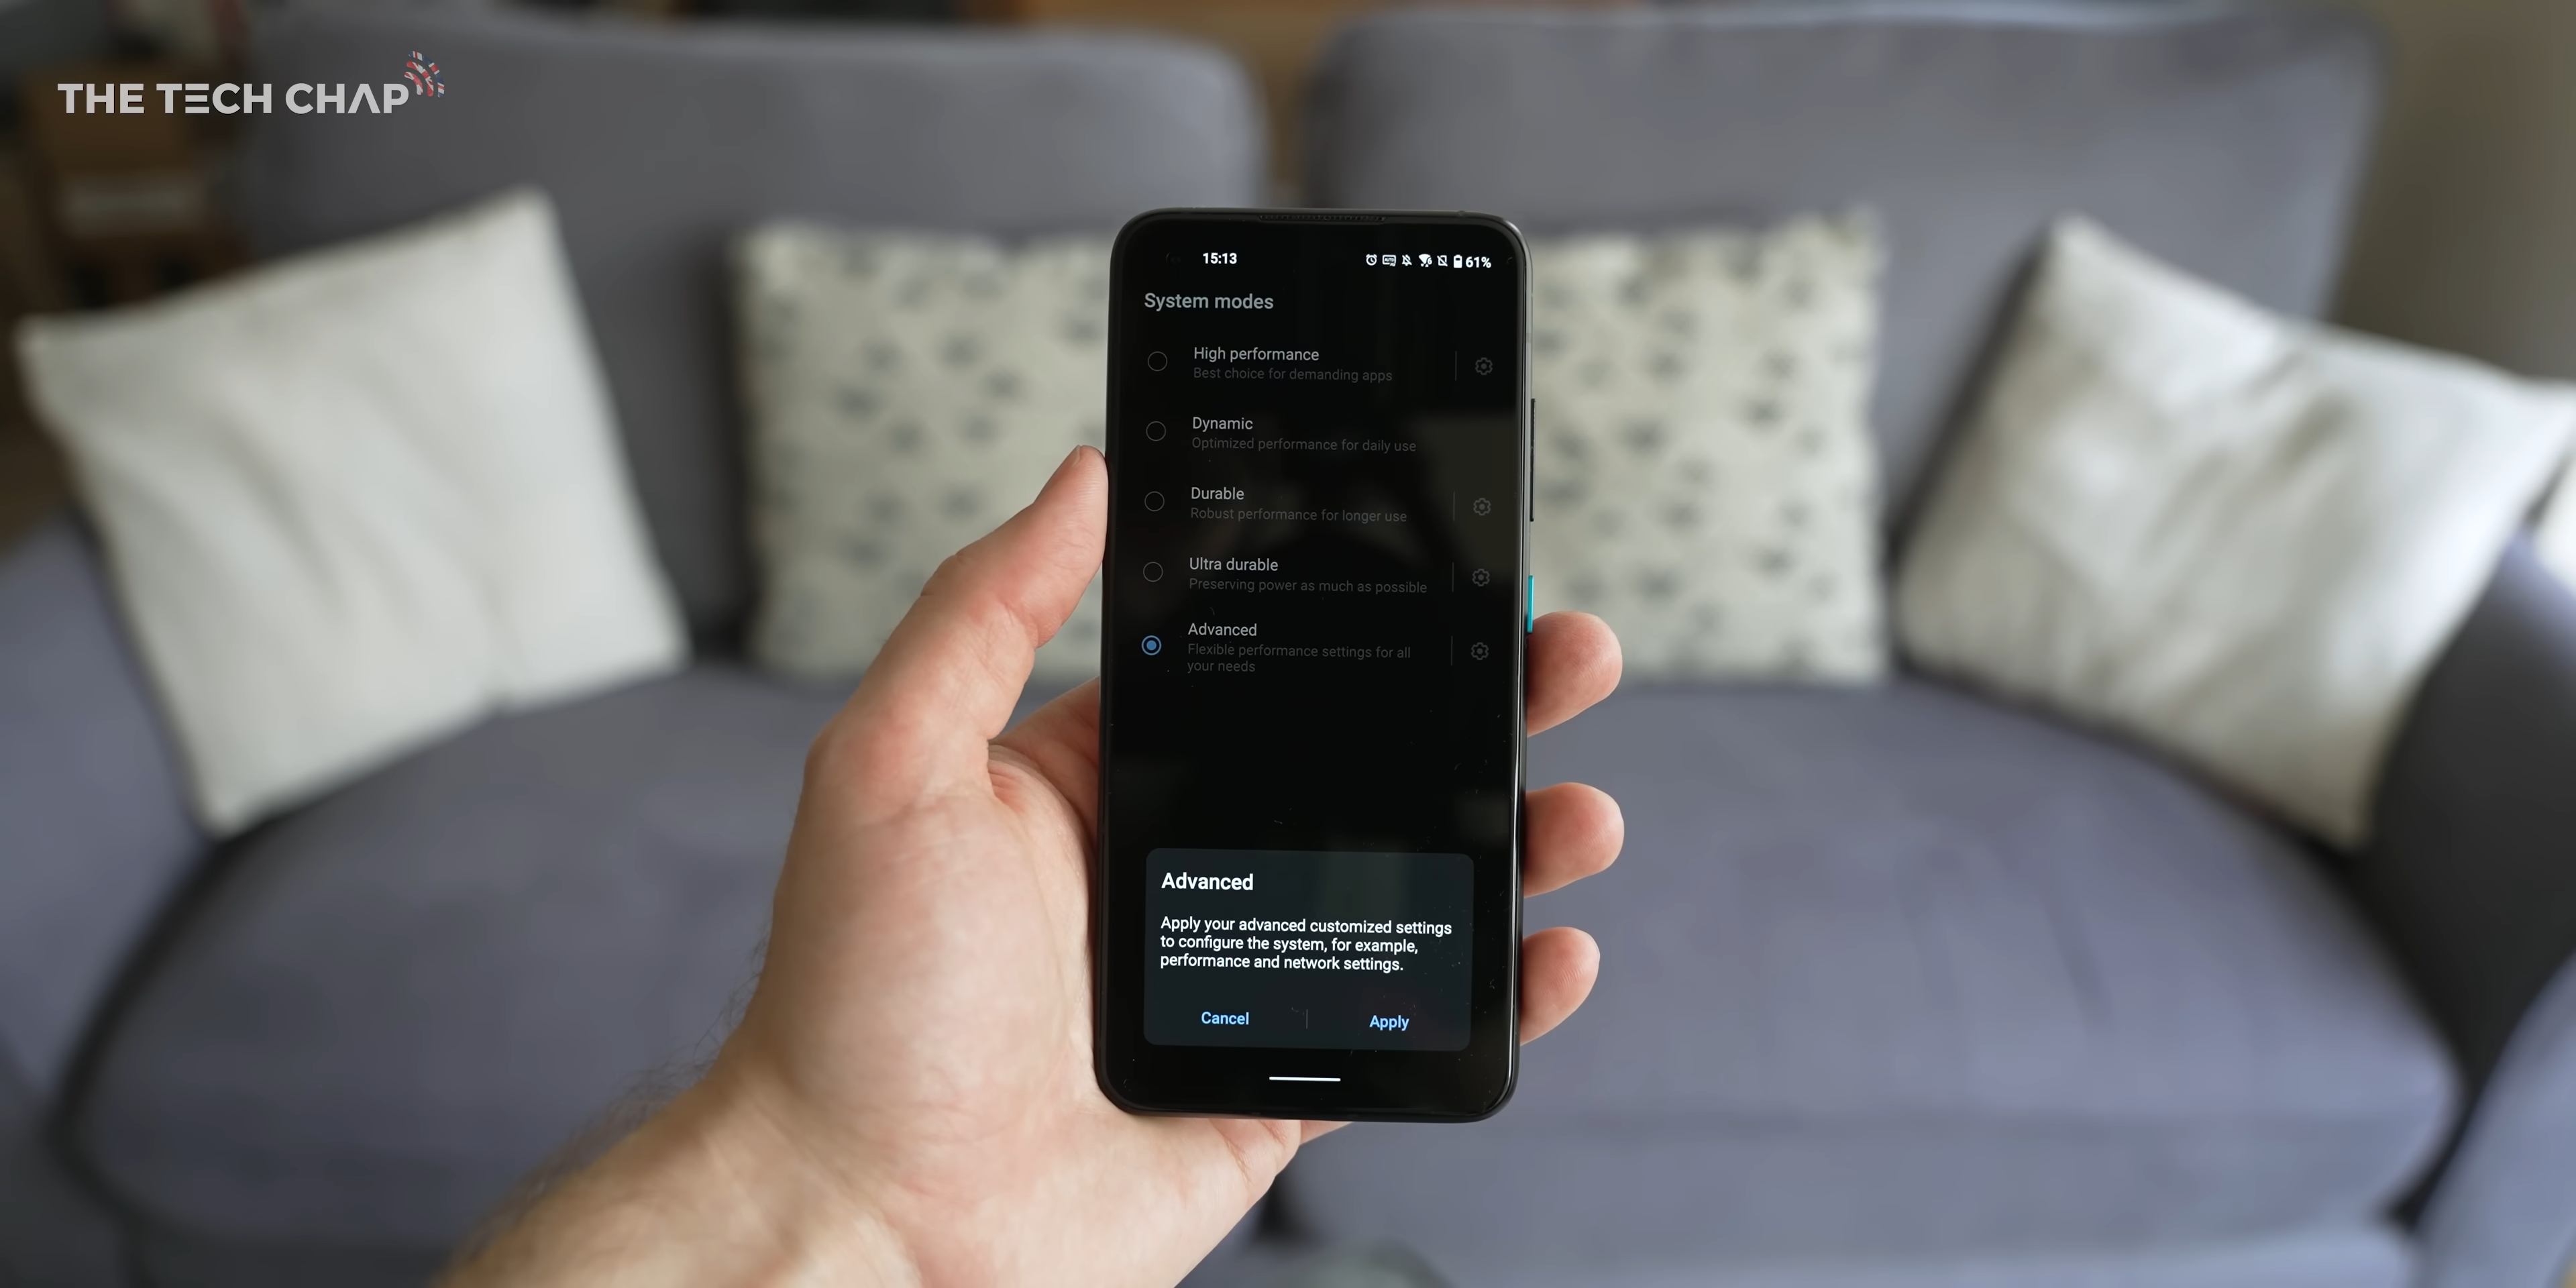 THE TECH CHAP
15:13
61%
System modes
High performance
Best choice for demanding apps
Dynamic
Optimized performance for daily use
Durable
Robust performance for longer use
Ultra durable
Preserving power as much as possible
Advanced
Flexible performance settings for all
your needs
Advanced
Apply your advanced customized settings
to configure the system, for example,
performance and network settings.
Cancel
Apply